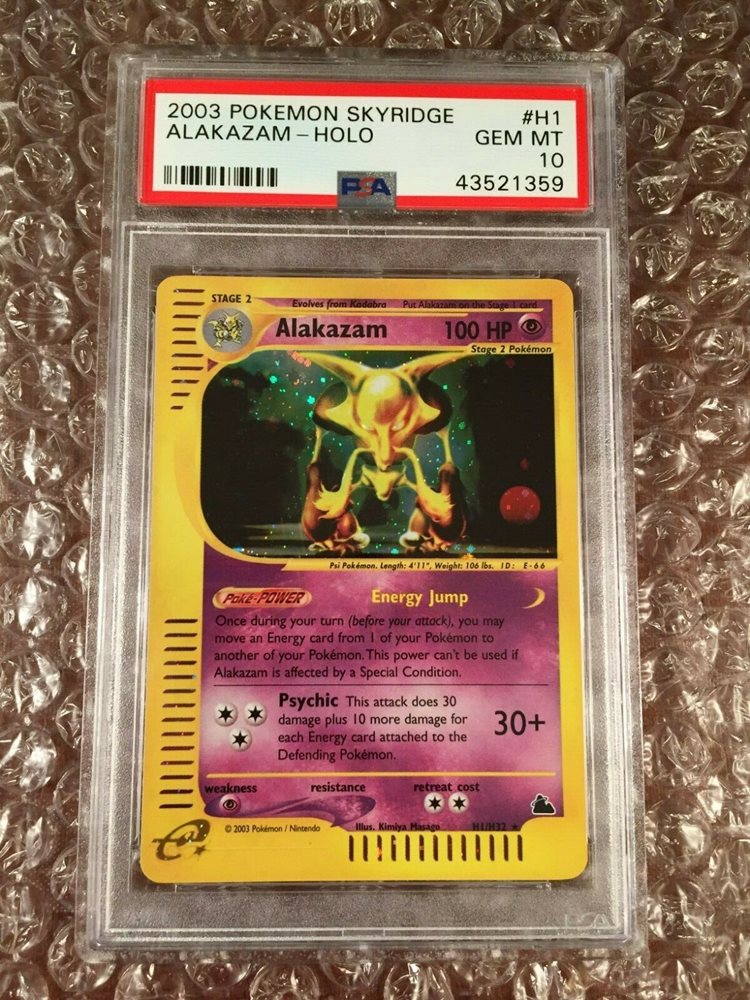 2003 POKEMON SKYRIDGE #H1
ALAKAZAM – HOLO GEM MT
10
PSA 43521359
STAGE 2 Evolves from Kadabra Put Alakazam on the Stage 1 card
Alakazam 100 HP
Stage 2 Pokémon
Psi Pokémon. Length: 4'11", Weight: 106 lbs. ID: E-66
Poké-POWER Energy Jump
Once during your turn (before your attack), you may
move an Energy card from 1 of your Pokémon to
another of your Pokémon. This power can't be used if
Alakazam is affected by a Special Condition.
Psychic This attack does 30
damage plus 10 more damage for
each Energy card attached to the
Defending Pokémon.
30+
weakness resistance retreat cost
© 2003 Pokémon / Nintendo Illus. Kimiya Masago H1/H32 ★
e
PSA